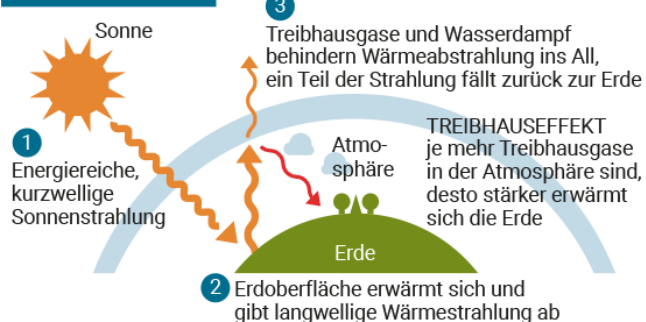 Sonne
3
Treibhausgase und Wasserdampf
behindern Wärmeabstrahlung ins All,
ein Teil der Strahlung fällt zurück zur Erde
1
Energiereiche,
kurzwellige
Sonnenstrahlung
Atmo-
sphäre
TREIBHAUSEFFEKT
je mehr Treibhausgase
in der Atmosphäre sind,
desto stärker erwärmt
sich die Erde
Erde
2
Erdoberfläche erwärmt sich und
gibt langwellige Wärmestrahlung ab